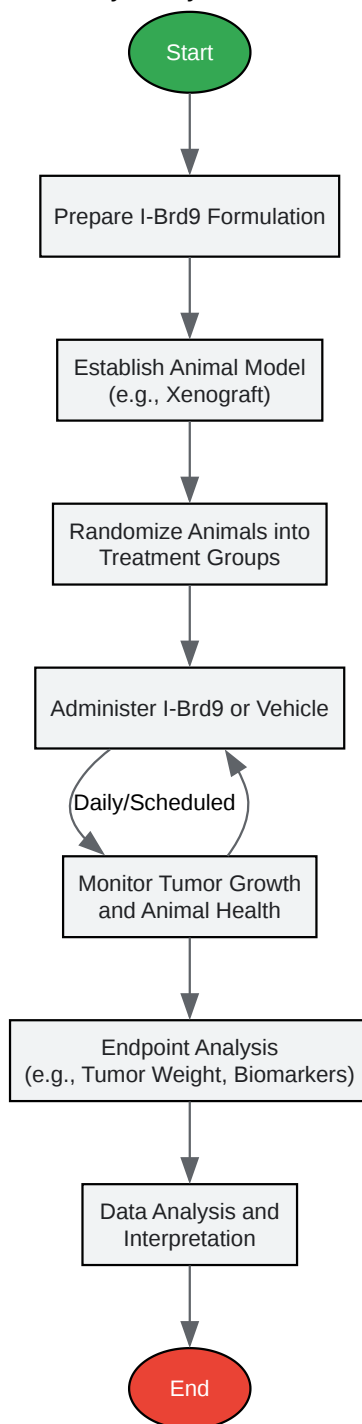 Start
Prepare I-Brd9 Formulation
Establish Animal Model
(e.g., Xenograft)
Randomize Animals into
Treatment Groups
Administer I-Brd9 or Vehicle
Daily/Scheduled
Monitor Tumor Growth
and Animal Health
Endpoint Analysis
(e.g., Tumor Weight, Biomarkers)
Data Analysis and
Interpretation
End